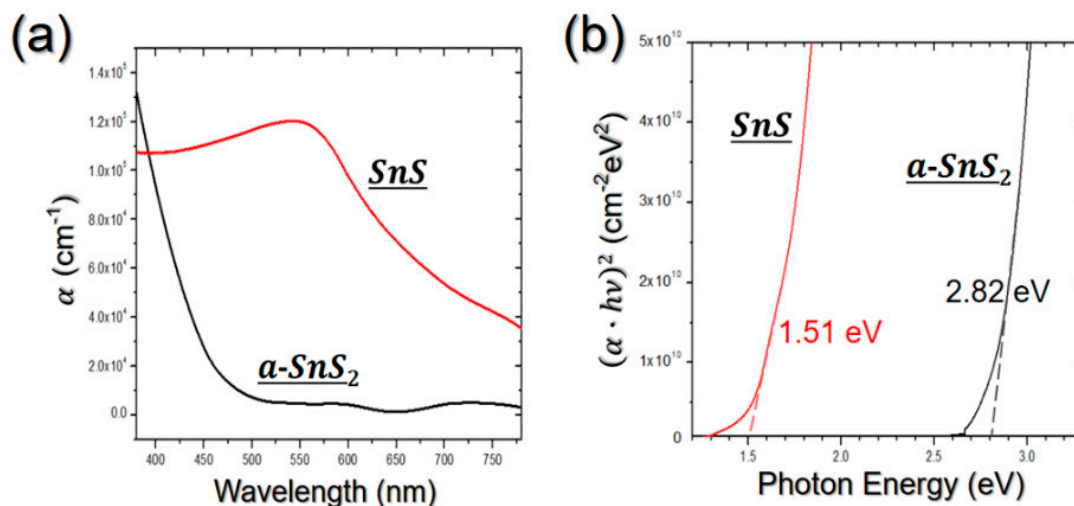 (a)
1.4x10⁵
1.2x10⁵
1.0x10⁵
8.0x10⁴
6.0x10⁴
4.0x10⁴
2.0x10⁴
0.0
α (cm⁻¹)
SnS
a-SnS₂
400 450 500 550 600 650 700 750
Wavelength (nm)
(b)
5x10¹⁰
4x10¹⁰
3x10¹⁰
2x10¹⁰
1x10¹⁰
0
(α · hν)² (cm⁻²eV²)
SnS
a-SnS₂
2.82 eV
1.51 eV
1.5 2.0 2.5 3.0
Photon Energy (eV)